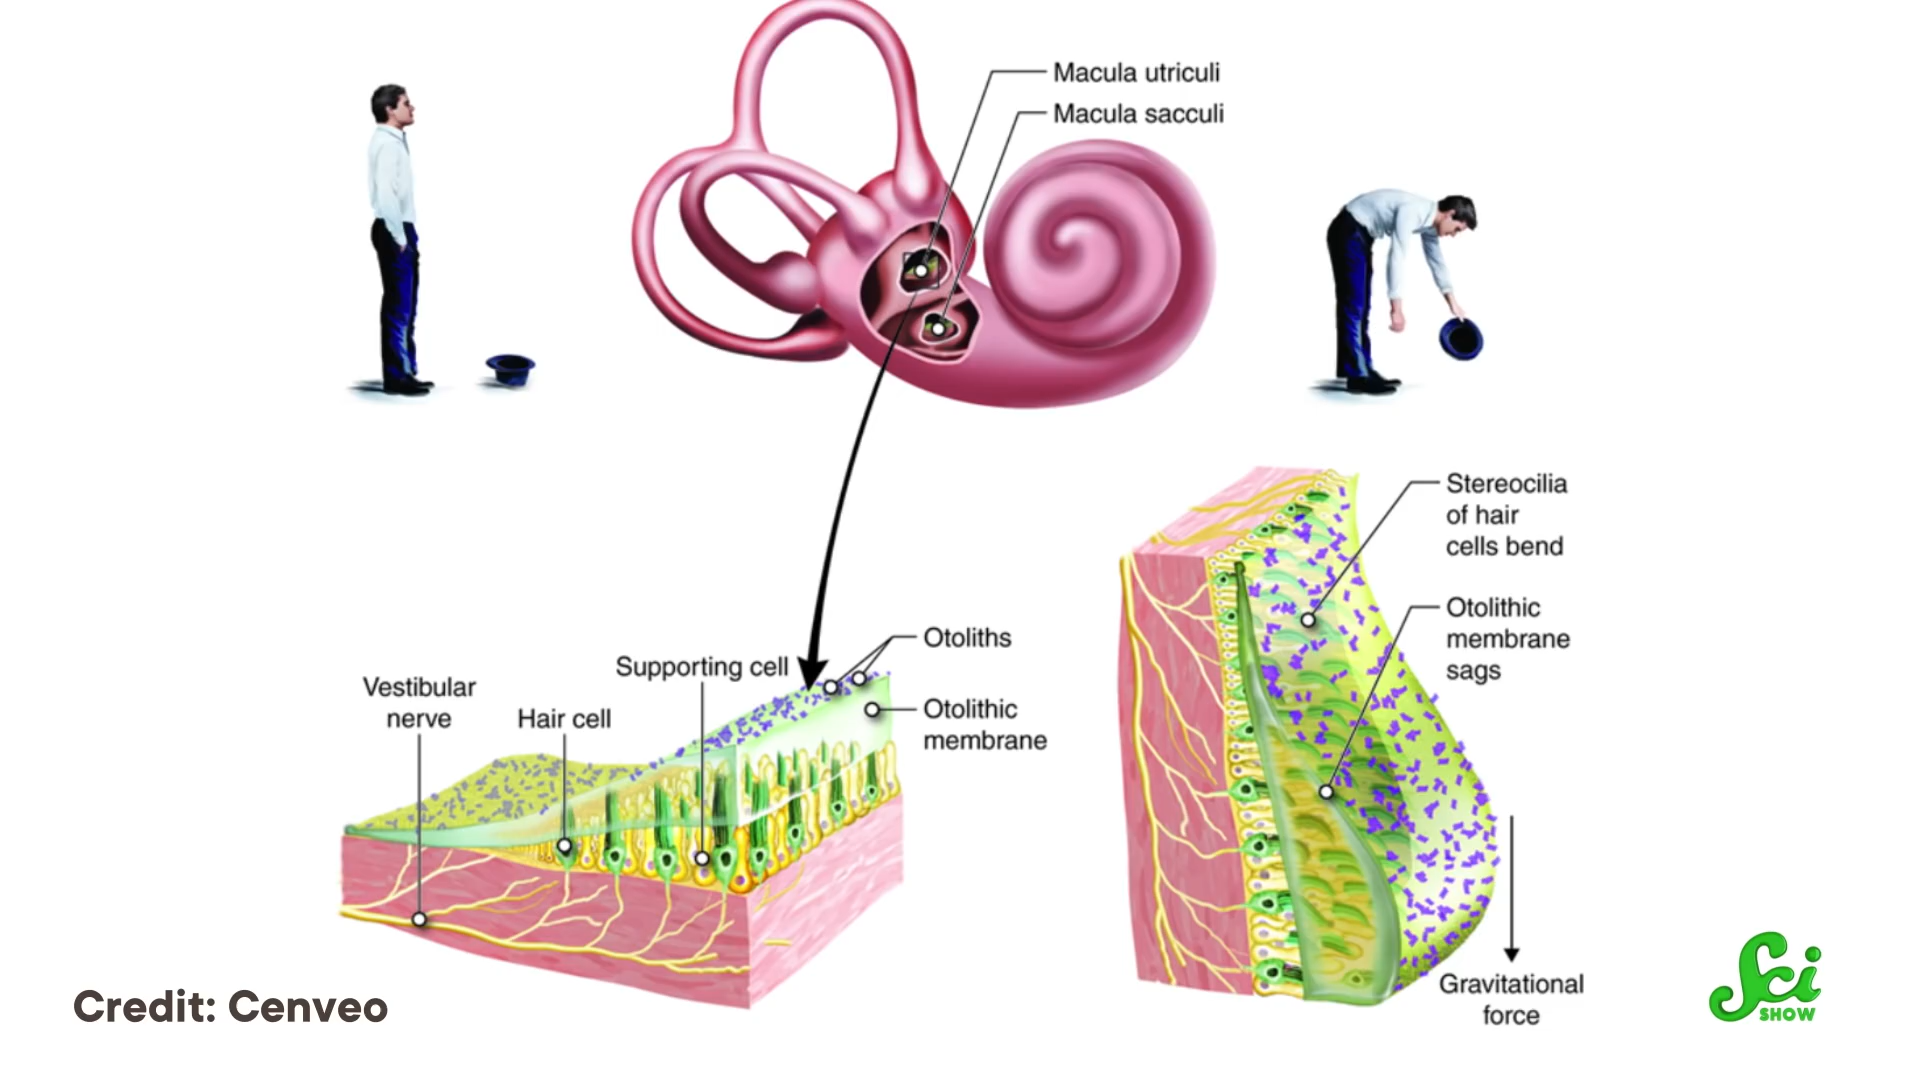 Macula utriculi
Macula sacculi
Stereocilia
of hair
cells bend
Otolithic
membrane
sags
Otoliths
Supporting cell
Vestibular
nerve
Hair cell
Otolithic
membrane
Gravitational
force
Credit: Cenveo
Sci
SHOW